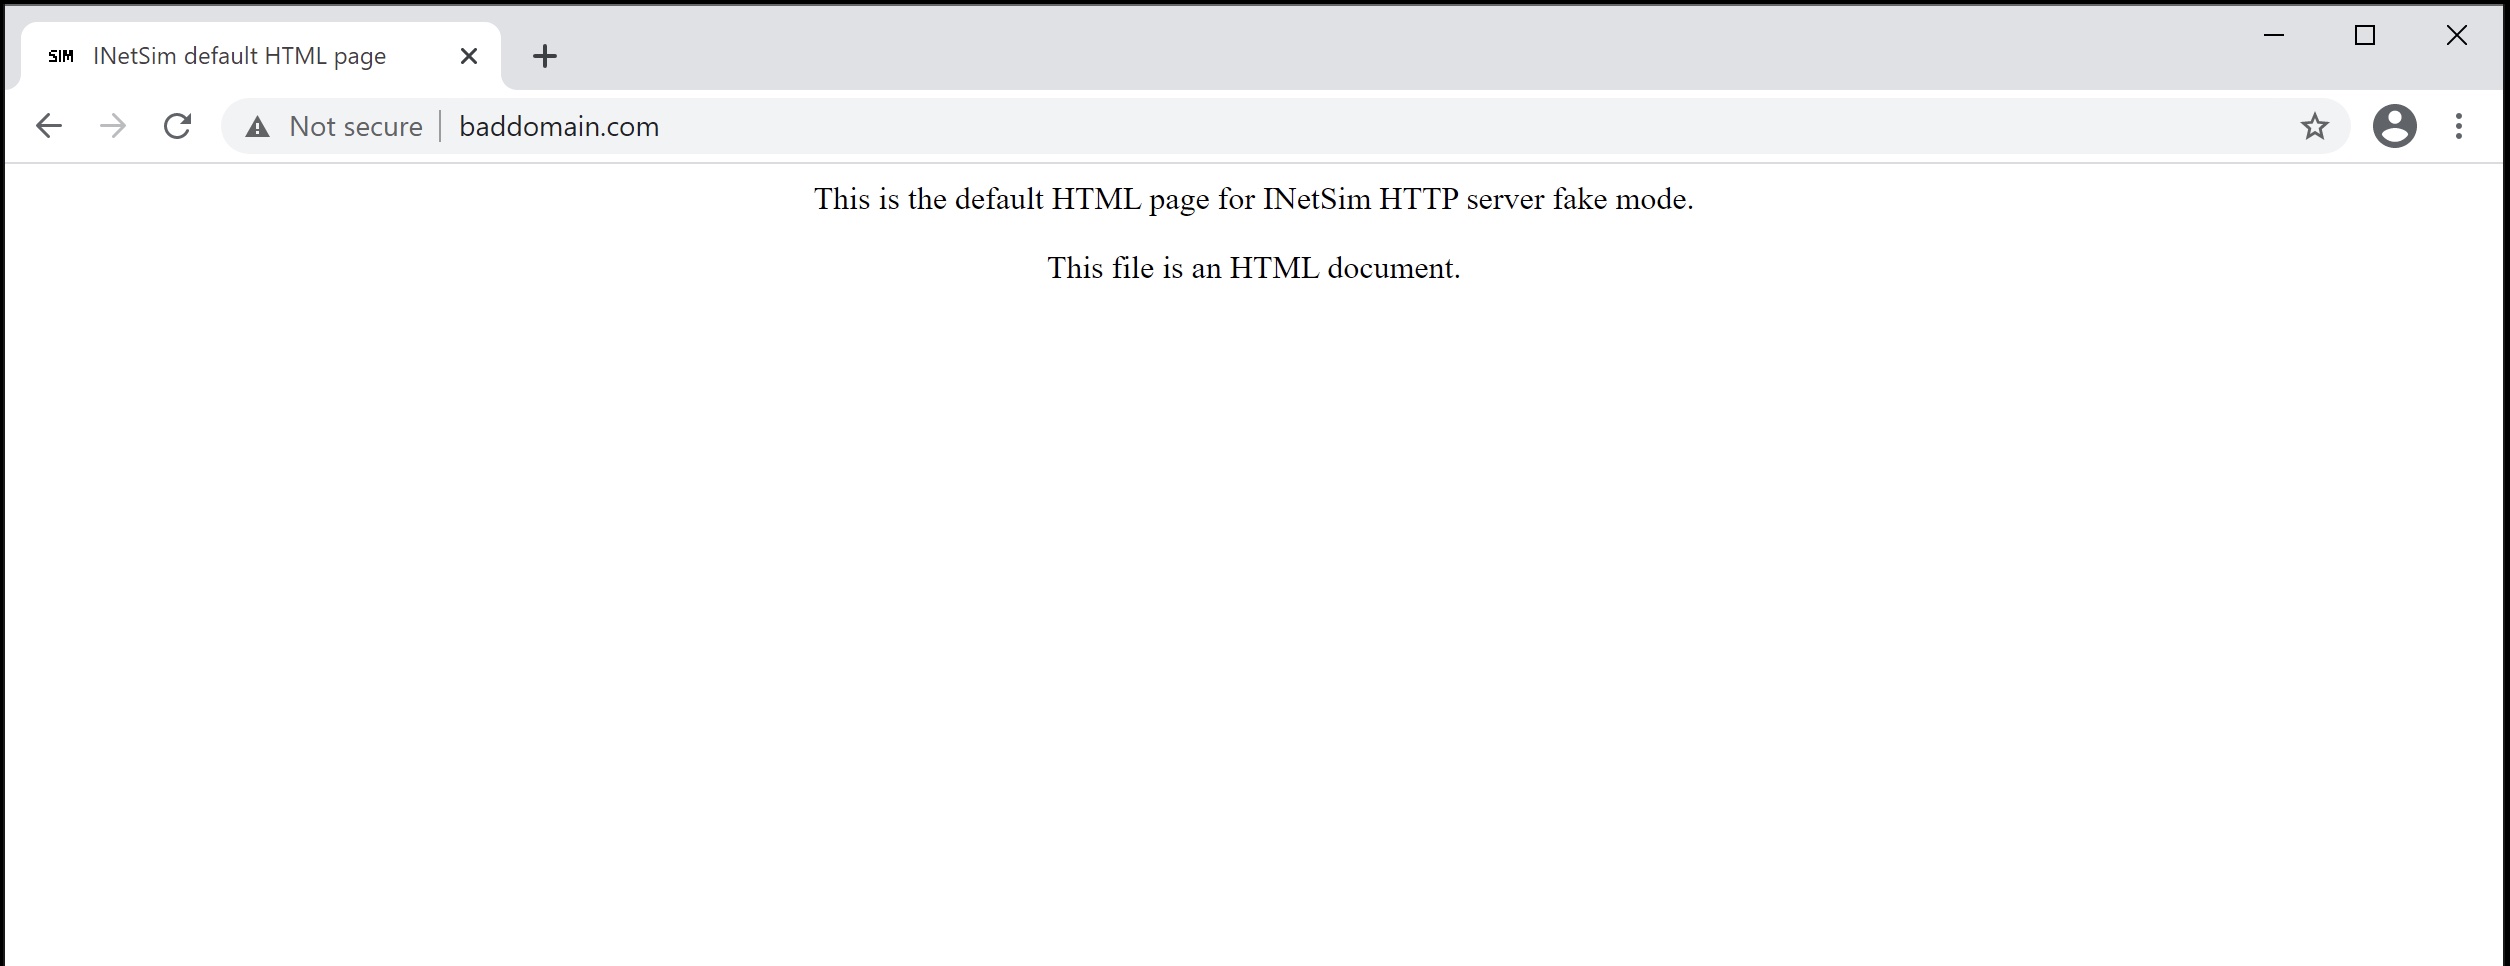 SIM INetSim default HTML page
Not secure baddomain.com
This is the default HTML page for INetSim HTTP server fake mode.
This file is an HTML document.